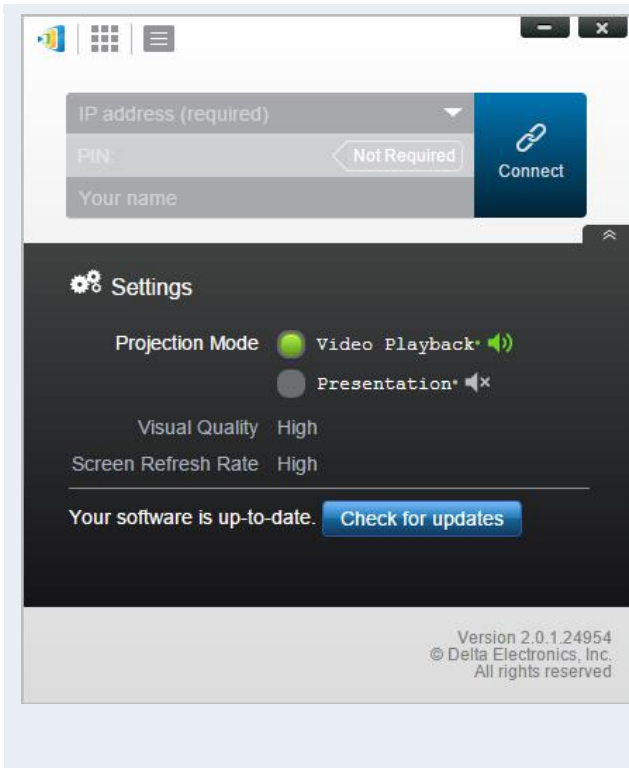 IP address (required)
PIN: Not Required
Your name
Connect
Settings
Projection Mode Video Playback
Presentation
Visual Quality High
Screen Refresh Rate High
Your software is up-to-date. Check for updates
Version 2.0.1.24954
© Delta Electronics, Inc.
All rights reserved